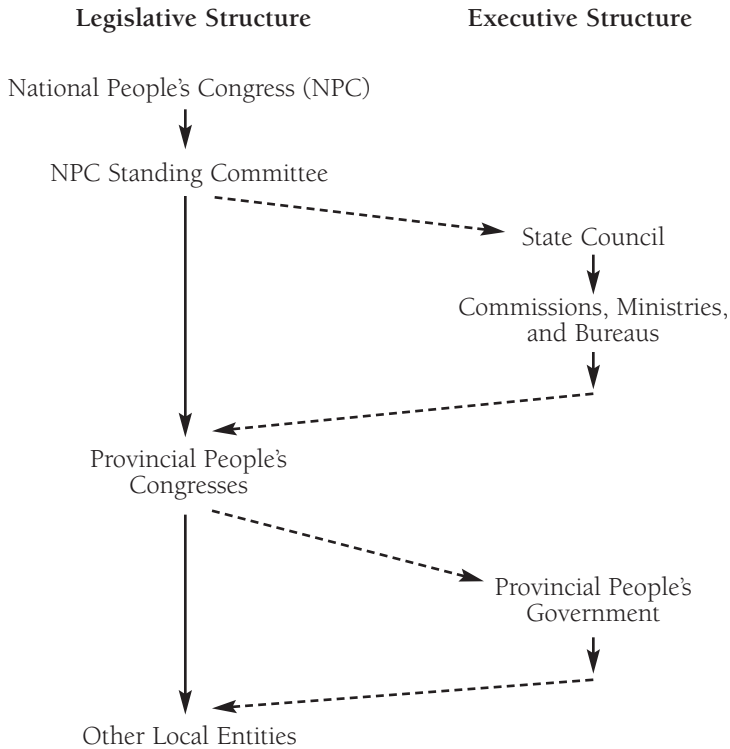 Legislative Structure
Executive Structure
National People's Congress (NPC)
NPC Standing Committee
State Council
Commissions, Ministries,
and Bureaus
Provincial People's
Congresses
Provincial People's
Government
Other Local Entities